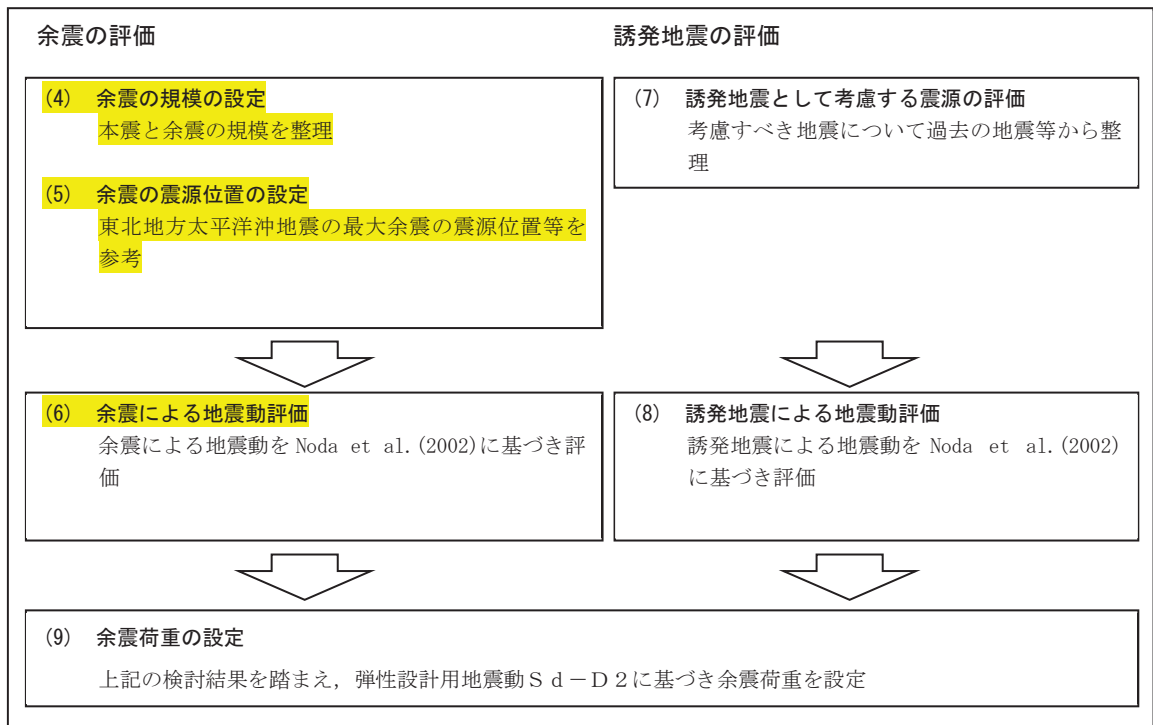 余震の評価
(4) 余震の規模の設定
本震と余震の規模を整理
(5) 余震の震源位置の設定
東北地方太平洋沖地震の最大余震の震源位置等を
参考
誘発地震の評価
(7) 誘発地震として考慮する震源の評価
考慮すべき地震について過去の地震等から整
理
(6) 余震による地震動評価
余震による地震動を Noda et al.(2002)に基づき評
価
(8) 誘発地震による地震動評価
誘発地震による地震動を Noda et al.(2002)
に基づき評価
(9) 余震荷重の設定
上記の検討結果を踏まえ，弾性設計用地震動Ｓｄ－Ｄ２に基づき余震荷重を設定